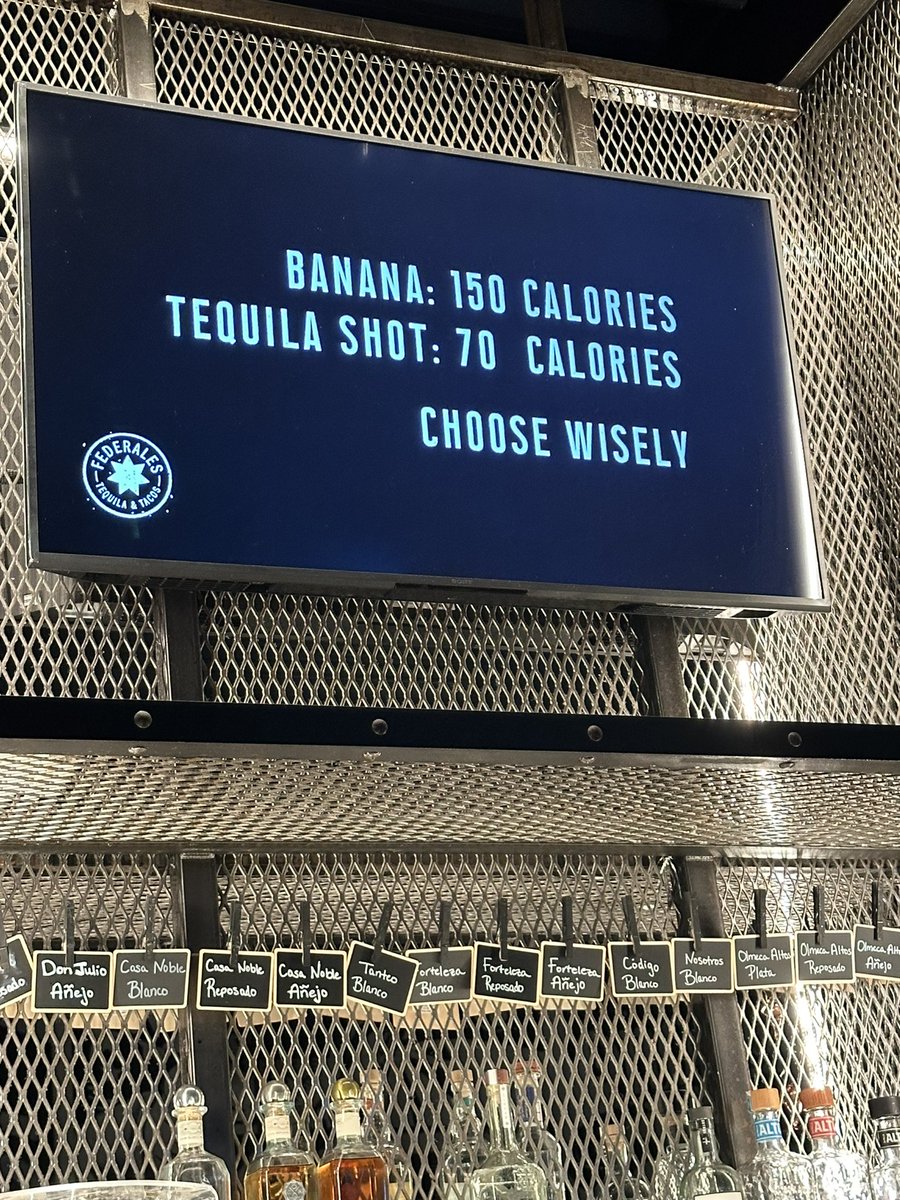 BANANA: 150 CALORIES
TEQUILA SHOT: 70 CALORIES
CHOOSE WISELY
FEDERALES
TEQUILA & TACOS
SONY
Don Julio
Añejo
Casa Noble
Blanco
Casa Noble
Reposado
Casa Noble
Añejo
Tanteo
Blanco
Fortaleza
Blanco
Fortaleza
Reposado
Fortaleza
Añejo
Código
Blanco
Nosotros
Blanco
Olmeca Altos
Plata
Olmeca Altos
Reposado
Olmeca Altos
Añejo